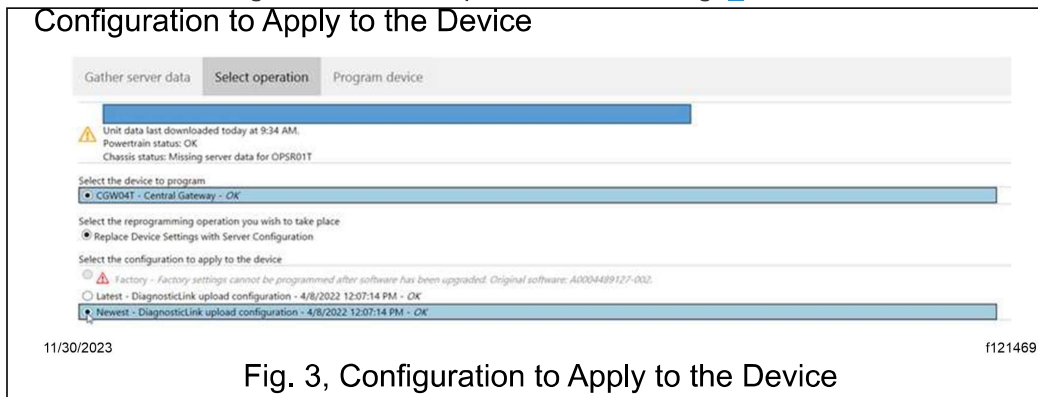 Configuration to Apply to the Device
Gather server data Select operation Program device
Unit data last downloaded today at 9:34 AM.
Powertrain status: OK
Chassis status: Missing server data for OPSR01T
Select the device to program
CGW04T - Central Gateway - OK
Select the reprogramming operation you wish to take place
Replace Device Settings with Server Configuration
Select the configuration to apply to the device
Factory - Factory settings cannot be programmed after software has been upgraded. Original software: A0004489127-002.
Latest - DiagnosticLink upload configuration - 4/8/2022 12:07:14 PM - OK
Newest - DiagnosticLink upload configuration - 4/8/2022 12:07:14 PM - OK
11/30/2023 f121469
Fig. 3, Configuration to Apply to the Device